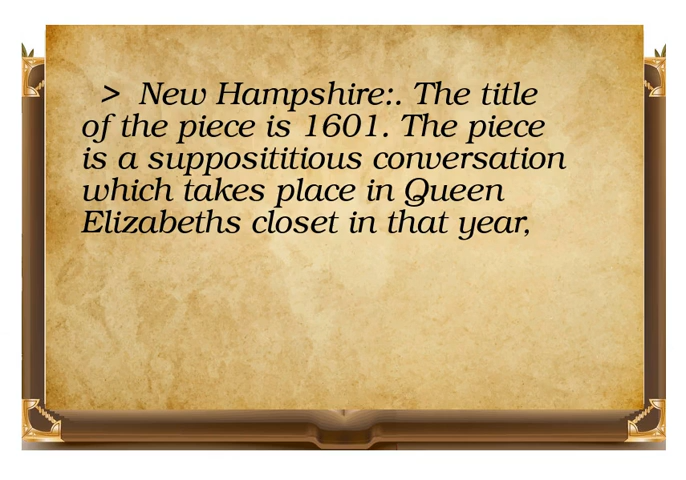 > New Hampshire:. The title
of the piece is 1601. The piece
is a supposititious conversation
which takes place in Queen
Elizabeths closet in that year,